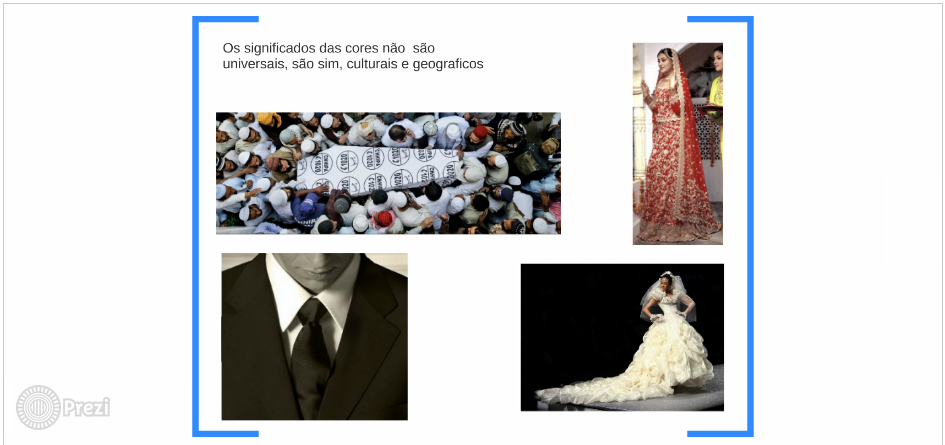 Os significados das cores não  são
universais, são sim, culturais e geograficos
Prezi